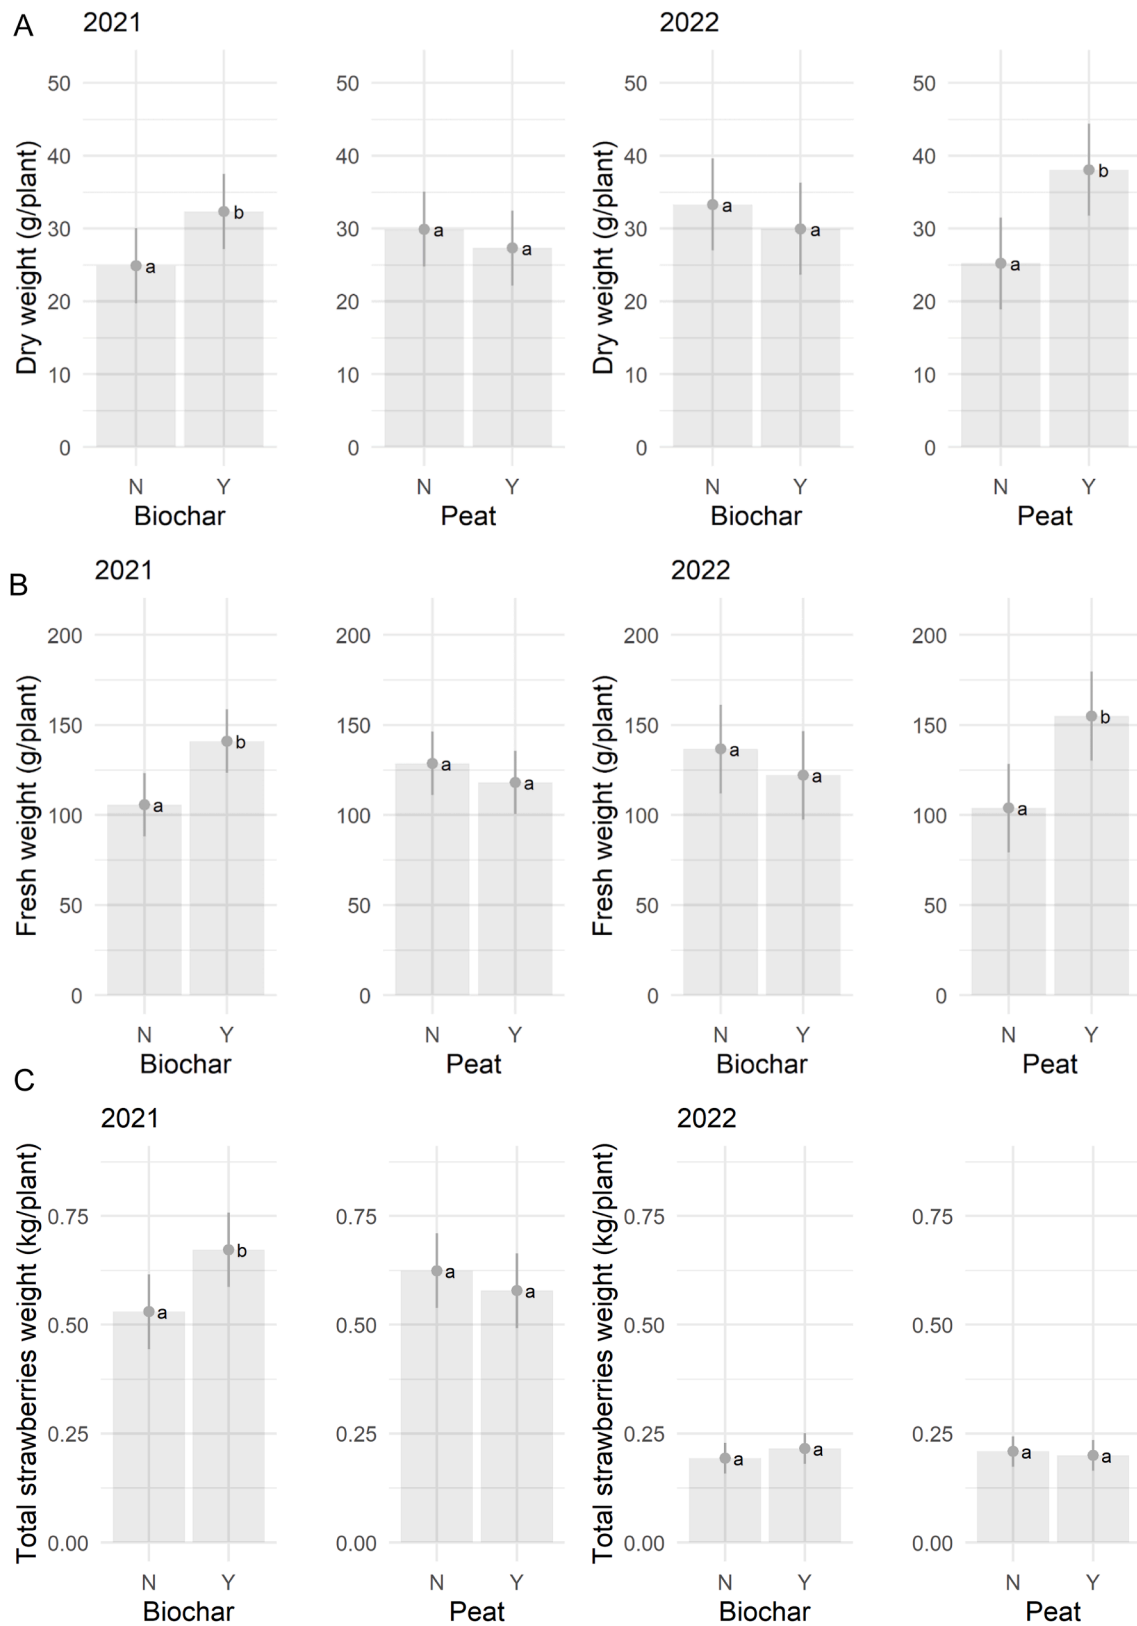 A
2021
2022
Dry weight (g/plant)
50
40
30
20
10
0
a
b
N
Y
Biochar
50
40
30
20
10
0
a
a
N
Y
Peat
Dry weight (g/plant)
50
40
30
20
10
0
a
a
N
Y
Biochar
50
40
30
20
10
0
a
b
N
Y
Peat
B
2021
2022
Fresh weight (g/plant)
200
150
100
50
0
a
b
N
Y
Biochar
200
150
100
50
0
a
a
N
Y
Peat
Fresh weight (g/plant)
200
150
100
50
0
a
a
N
Y
Biochar
200
150
100
50
0
a
b
N
Y
Peat
C
2021
2022
Total strawberries weight (kg/plant)
0.75
0.50
0.25
0.00
a
b
N
Y
Biochar
0.75
0.50
0.25
0.00
a
a
N
Y
Peat
Total strawberries weight (kg/plant)
0.75
0.50
0.25
0.00
a
a
N
Y
Biochar
0.75
0.50
0.25
0.00
a
a
N
Y
Peat